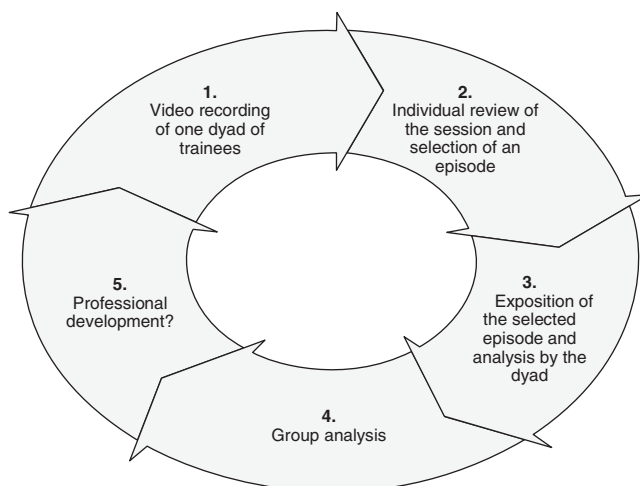 1.
Video recording
of one dyad of
trainees
2.
Individual review of
the session and
selection of an
episode
3.
Exposition of
the selected
episode and
analysis by the
dyad
4.
Group analysis
5.
Professional
development?